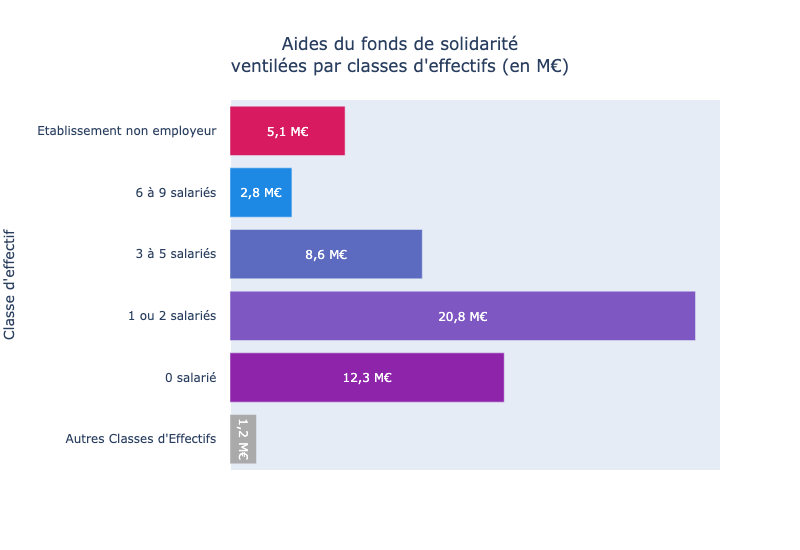 Aides du fonds de solidarité
ventilées par classes d'effectifs (en M€)
Classe d'effectif
Etablissement non employeur
5,1 M€
6 à 9 salariés
2,8 M€
3 à 5 salariés
8,6 M€
1 ou 2 salariés
20,8 M€
0 salarié
12,3 M€
Autres Classes d'Effectifs
1,2 M€